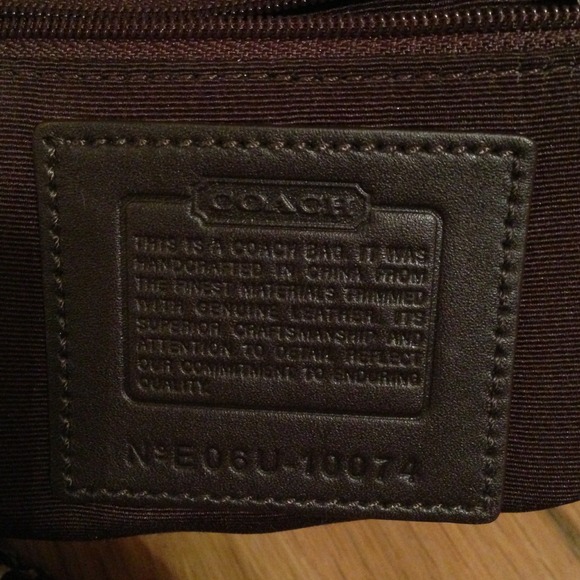 COACH
THIS IS A COACH BAG. IT WAS
HANDCRAFTED IN CHINA FROM
THE FINEST MATERIALS TRIMMED
WITH GENUINE LEATHER. ITS
SUPERIOR CRAFTSMANSHIP AND
ATTENTION TO DETAIL REFLECT
OUR COMMITMENT TO ENDURING
QUALITY.
Nº E06U-10074